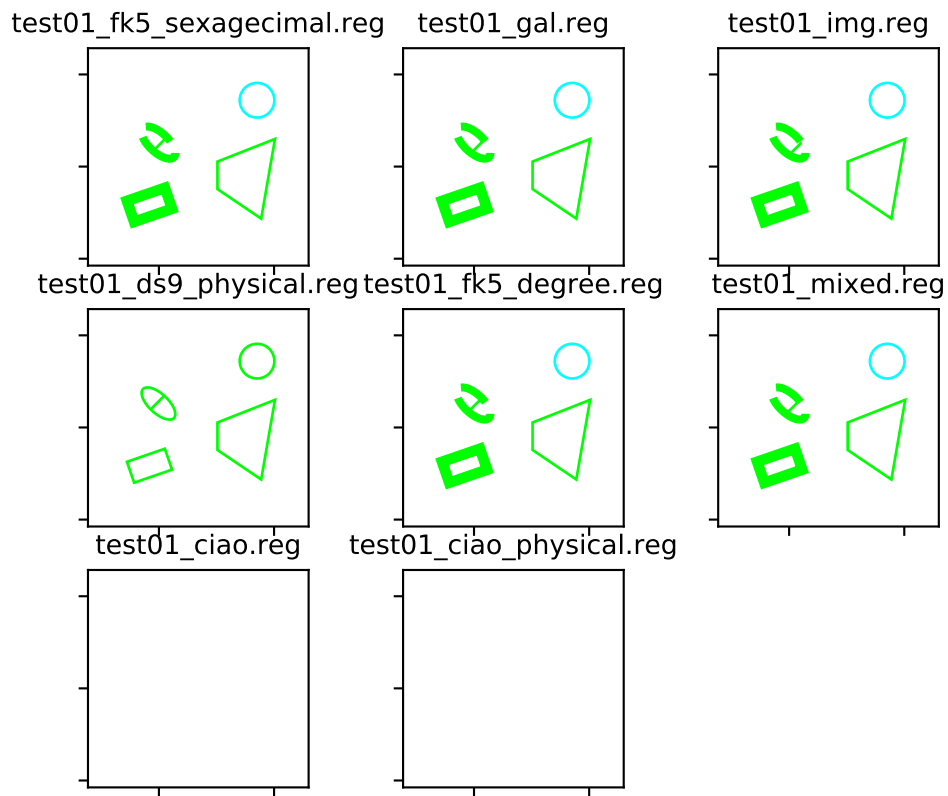 test01_fk5_sexagecimal.reg
test01_gal.reg
test01_img.reg
test01_ds9_physical.reg
test01_fk5_degree.reg
test01_mixed.reg
test01_ciao.reg
test01_ciao_physical.reg